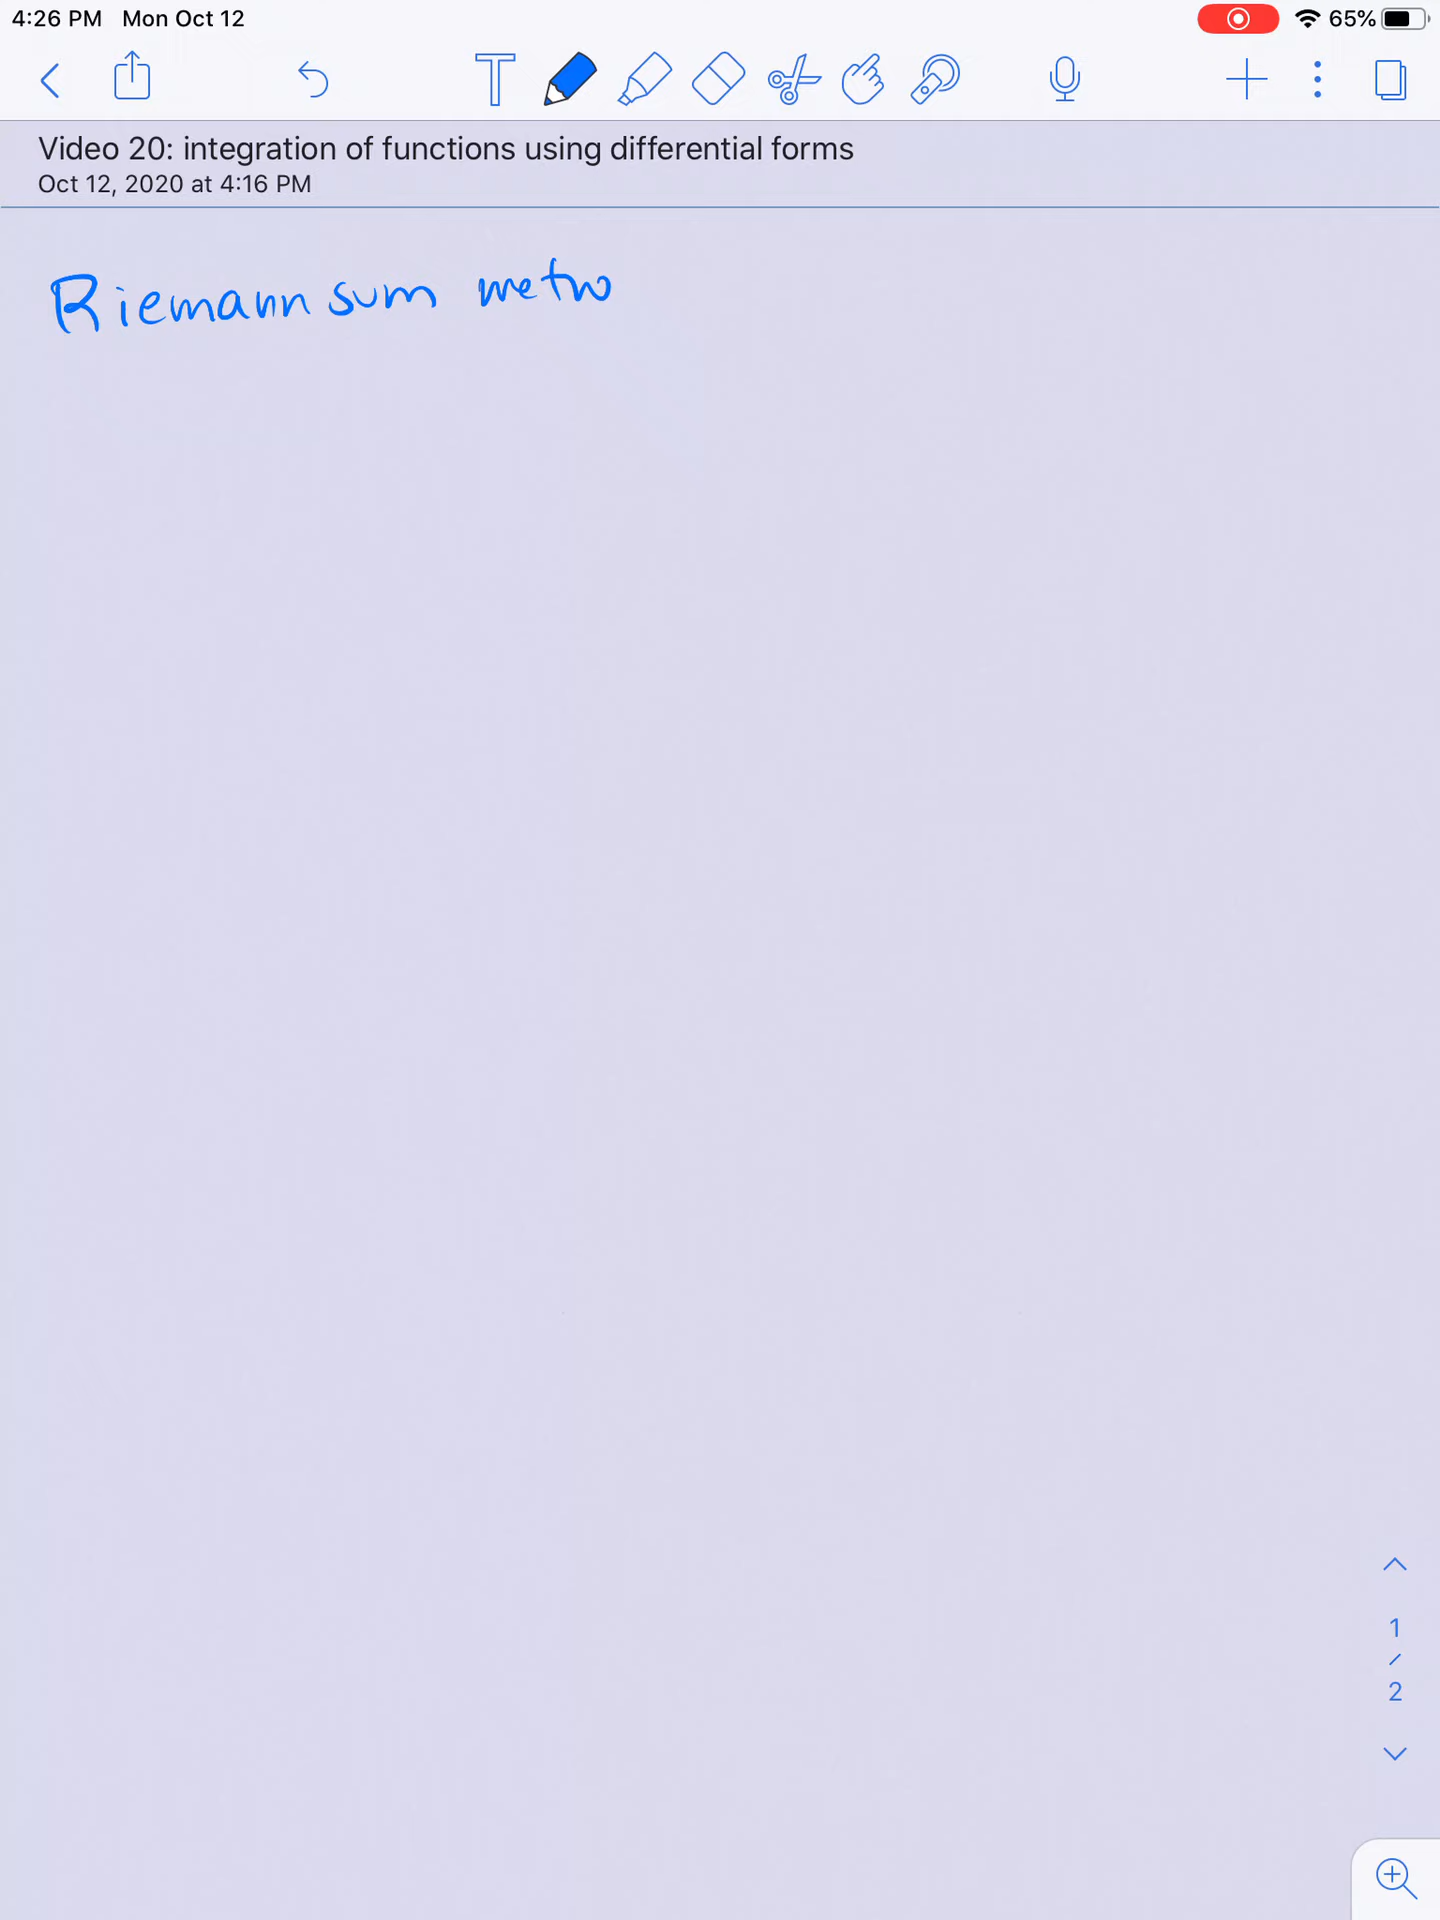 4:26 PM Mon Oct 12 65%
Video 20: integration of functions using differential forms
Oct 12, 2020 at 4:16 PM
Riemann sum metho
1
/
2